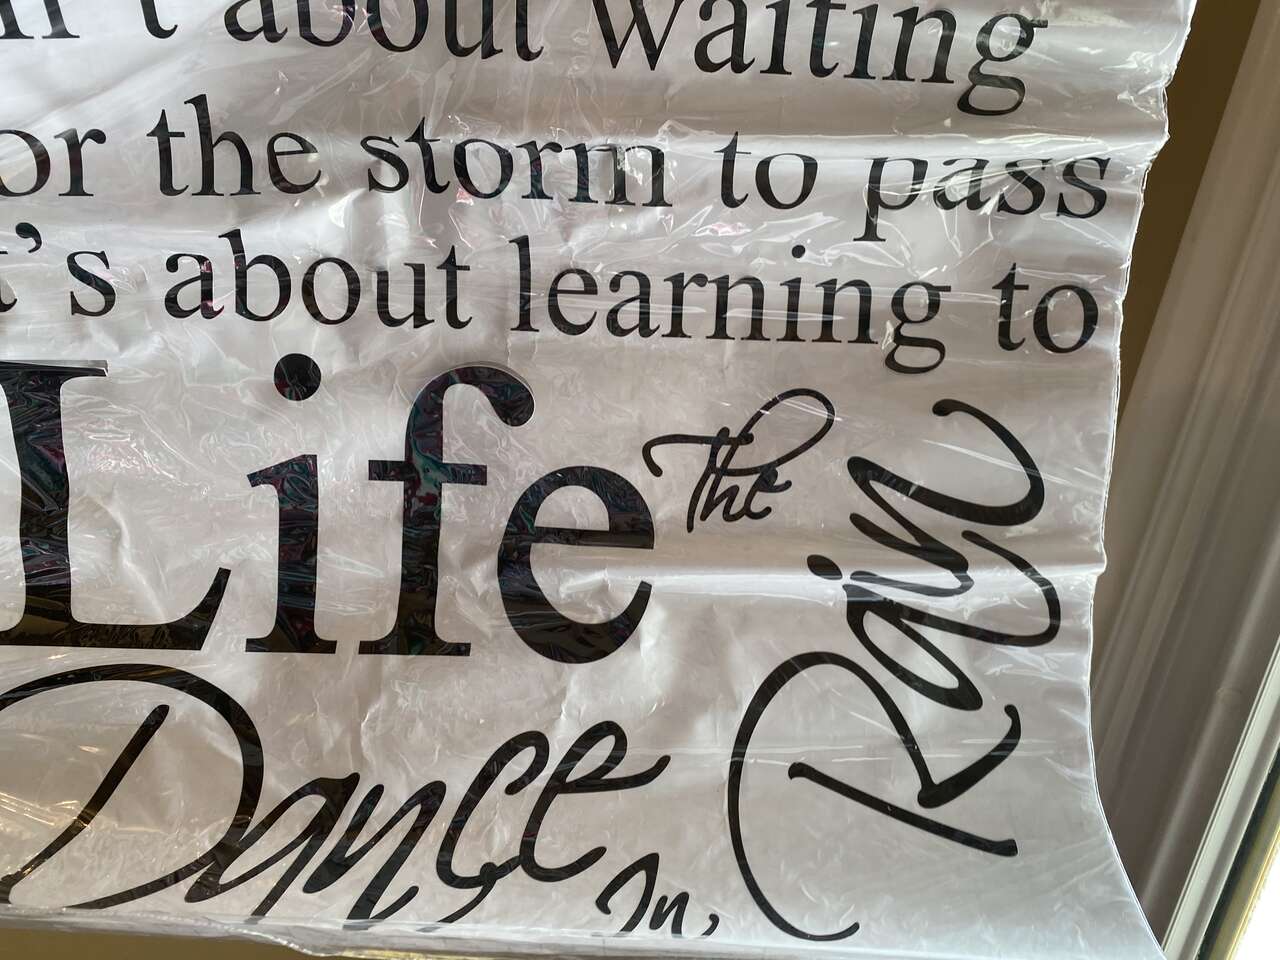 n't about waiting
or the storm to pass
t's about learning to
Life
The
Rain
Dance
In,